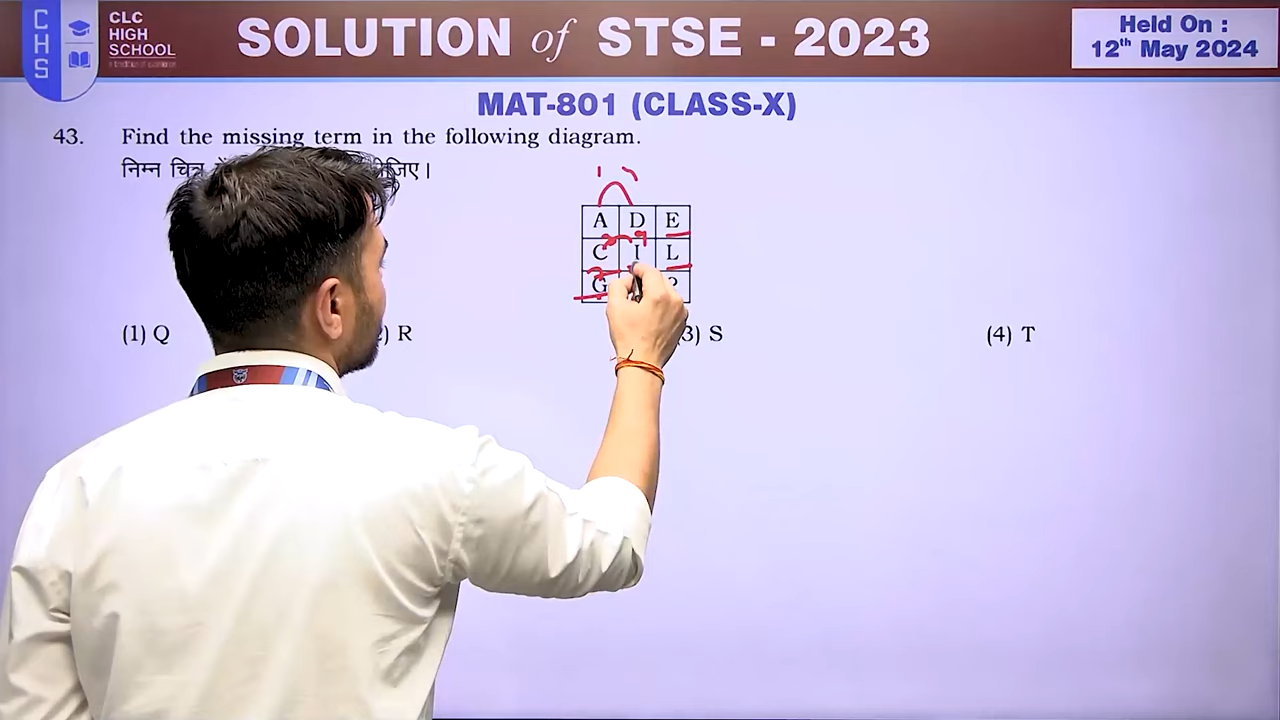 CHS
CLC
HIGH
SCHOOL
SOLUTION of STSE - 2023
Held On :
12th May 2024
MAT-801 (CLASS-X)
43. Find the missing term in the following diagram.
निम्न चित्र
A D E
C I L
G ?
(1) Q
R
(3) S
(4) T